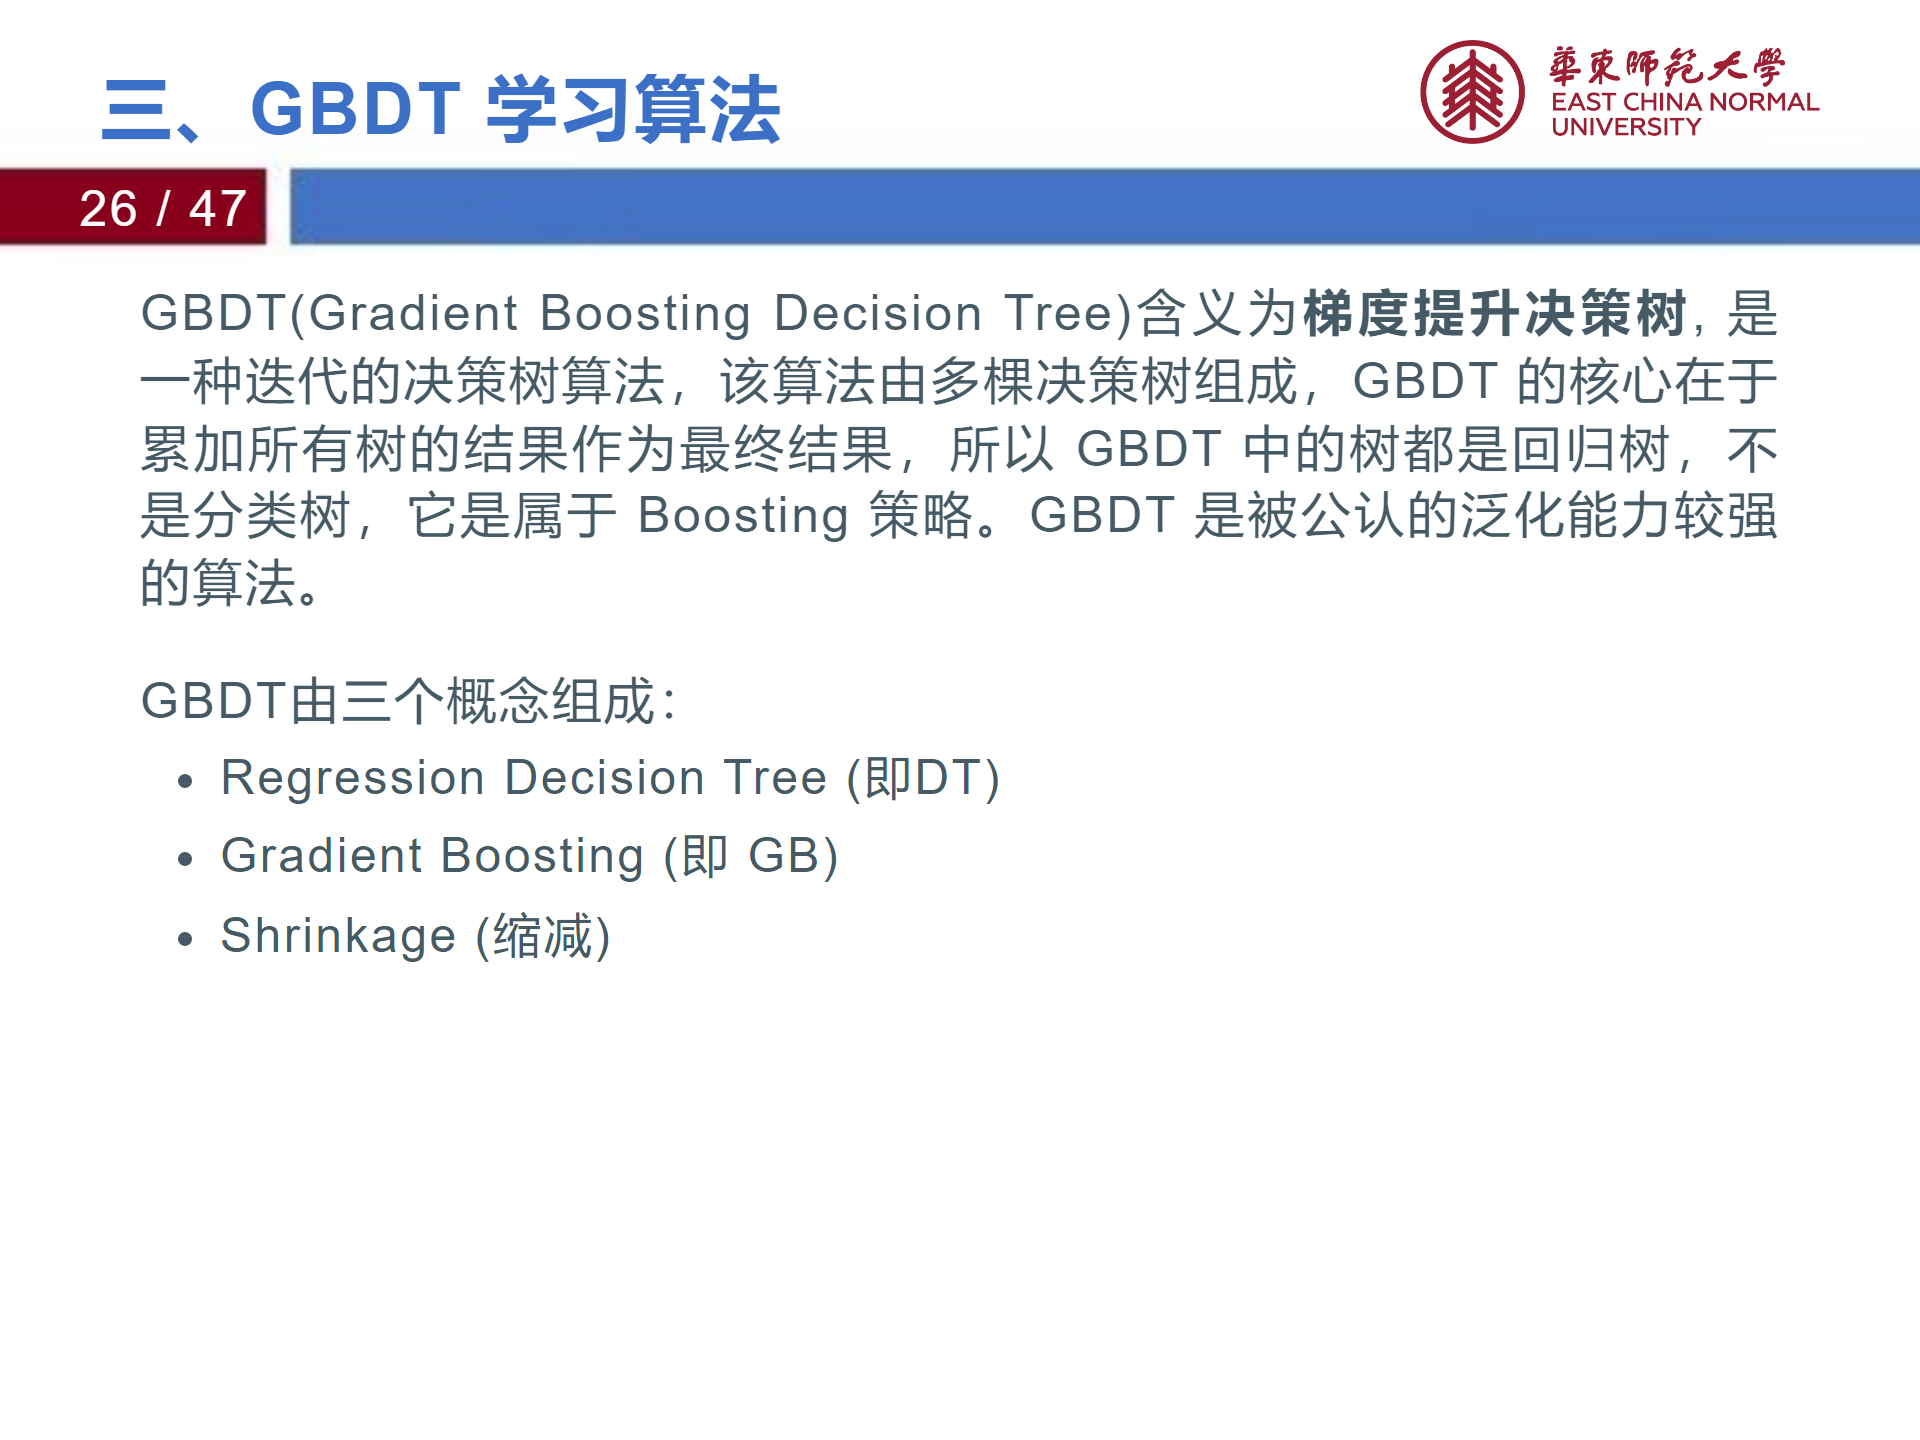 三、GBDT 学习算法
華東师範大學
EAST CHINA NORMAL
UNIVERSITY
26 / 47
GBDT(Gradient Boosting Decision Tree)含义为梯度提升决策树, 是
一种迭代的决策树算法，该算法由多棵决策树组成，GBDT 的核心在于
累加所有树的结果作为最终结果，所以 GBDT 中的树都是回归树，不
是分类树，它是属于 Boosting 策略。GBDT 是被公认的泛化能力较强
的算法。
GBDT由三个概念组成：
• Regression Decision Tree (即DT)
• Gradient Boosting (即 GB)
• Shrinkage (缩减)